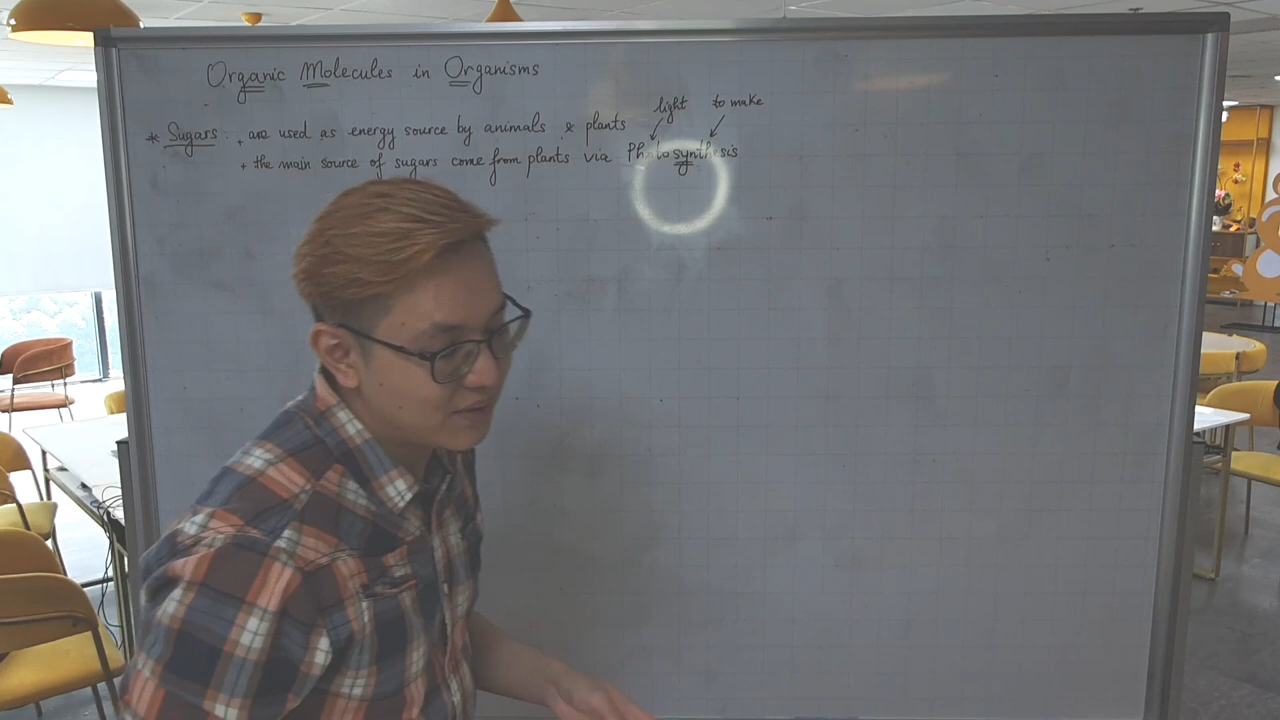 Organic Molecules in Organisms
light to make
* Sugars : + are used as energy source by animals & plants
+ the main source of sugars come from plants via Photosynthesis